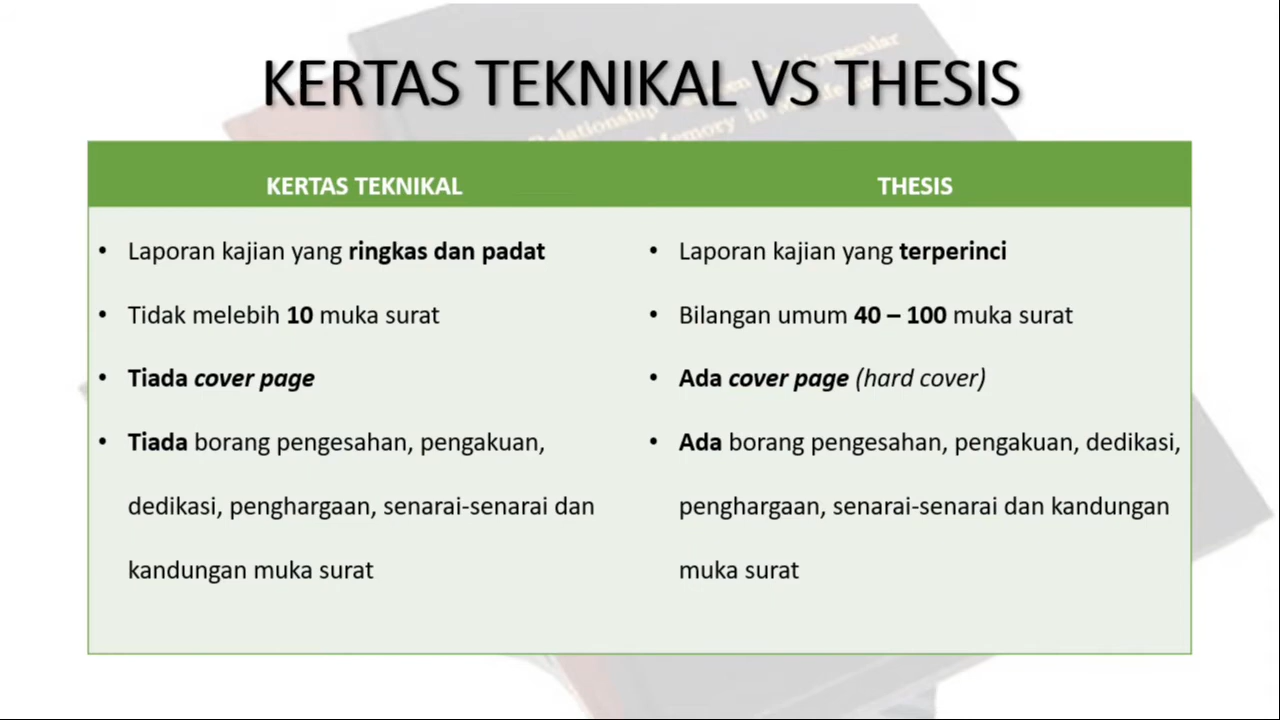 KERTAS TEKNIKAL VS THESIS
KERTAS TEKNIKAL
• Laporan kajian yang ringkas dan padat
• Tidak melebih 10 muka surat
• Tiada cover page
• Tiada borang pengesahan, pengakuan,
dedikasi, penghargaan, senarai-senarai dan
kandungan muka surat
THESIS
• Laporan kajian yang terperinci
• Bilangan umum 40 – 100 muka surat
• Ada cover page (hard cover)
• Ada borang pengesahan, pengakuan, dedikasi,
penghargaan, senarai-senarai dan kandungan
muka surat